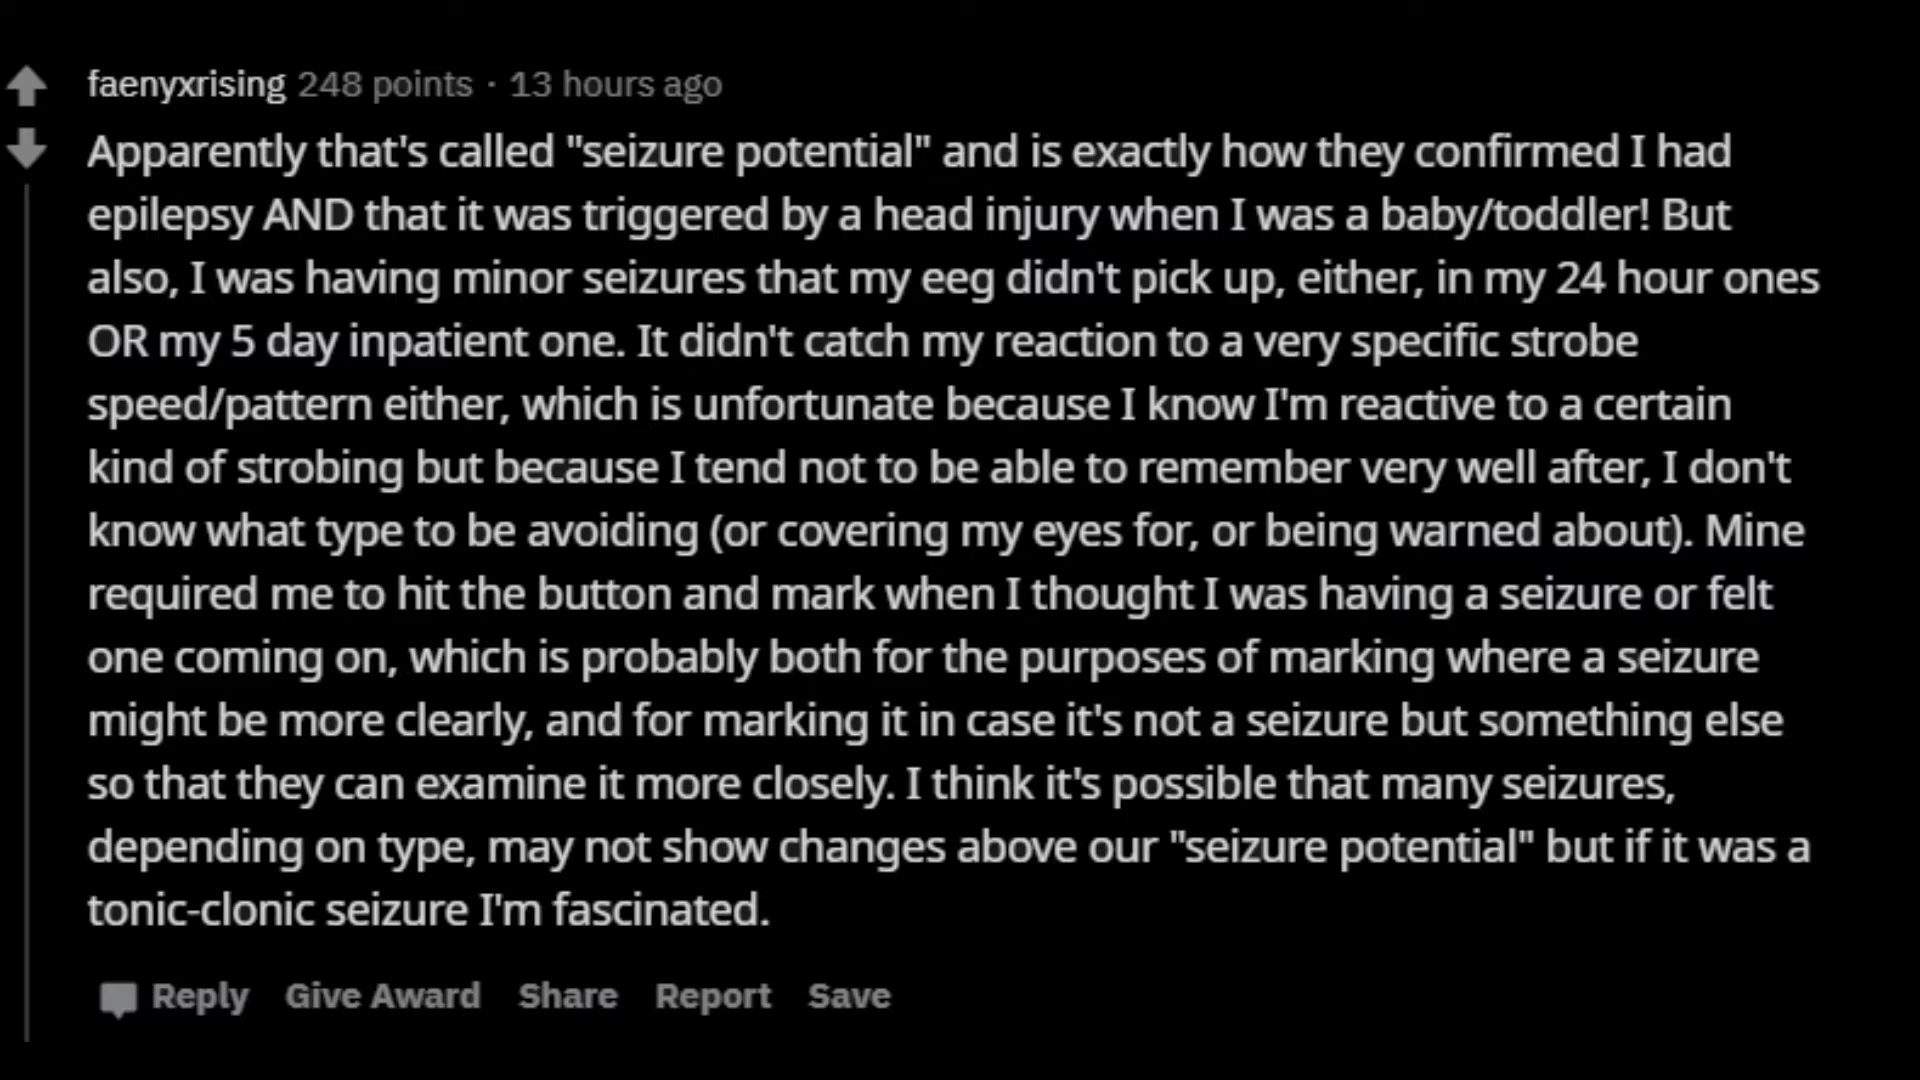 faenyxrising 248 points · 13 hours ago
Apparently that's called "seizure potential" and is exactly how they confirmed I had
epilepsy AND that it was triggered by a head injury when I was a baby/toddler! But
also, I was having minor seizures that my eeg didn't pick up, either, in my 24 hour ones
OR my 5 day inpatient one. It didn't catch my reaction to a very specific strobe
speed/pattern either, which is unfortunate because I know I'm reactive to a certain
kind of strobing but because I tend not to be able to remember very well after, I don't
know what type to be avoiding (or covering my eyes for, or being warned about). Mine
required me to hit the button and mark when I thought I was having a seizure or felt
one coming on, which is probably both for the purposes of marking where a seizure
might be more clearly, and for marking it in case it's not a seizure but something else
so that they can examine it more closely. I think it's possible that many seizures,
depending on type, may not show changes above our "seizure potential" but if it was a
tonic-clonic seizure I'm fascinated.
Reply Give Award Share Report Save